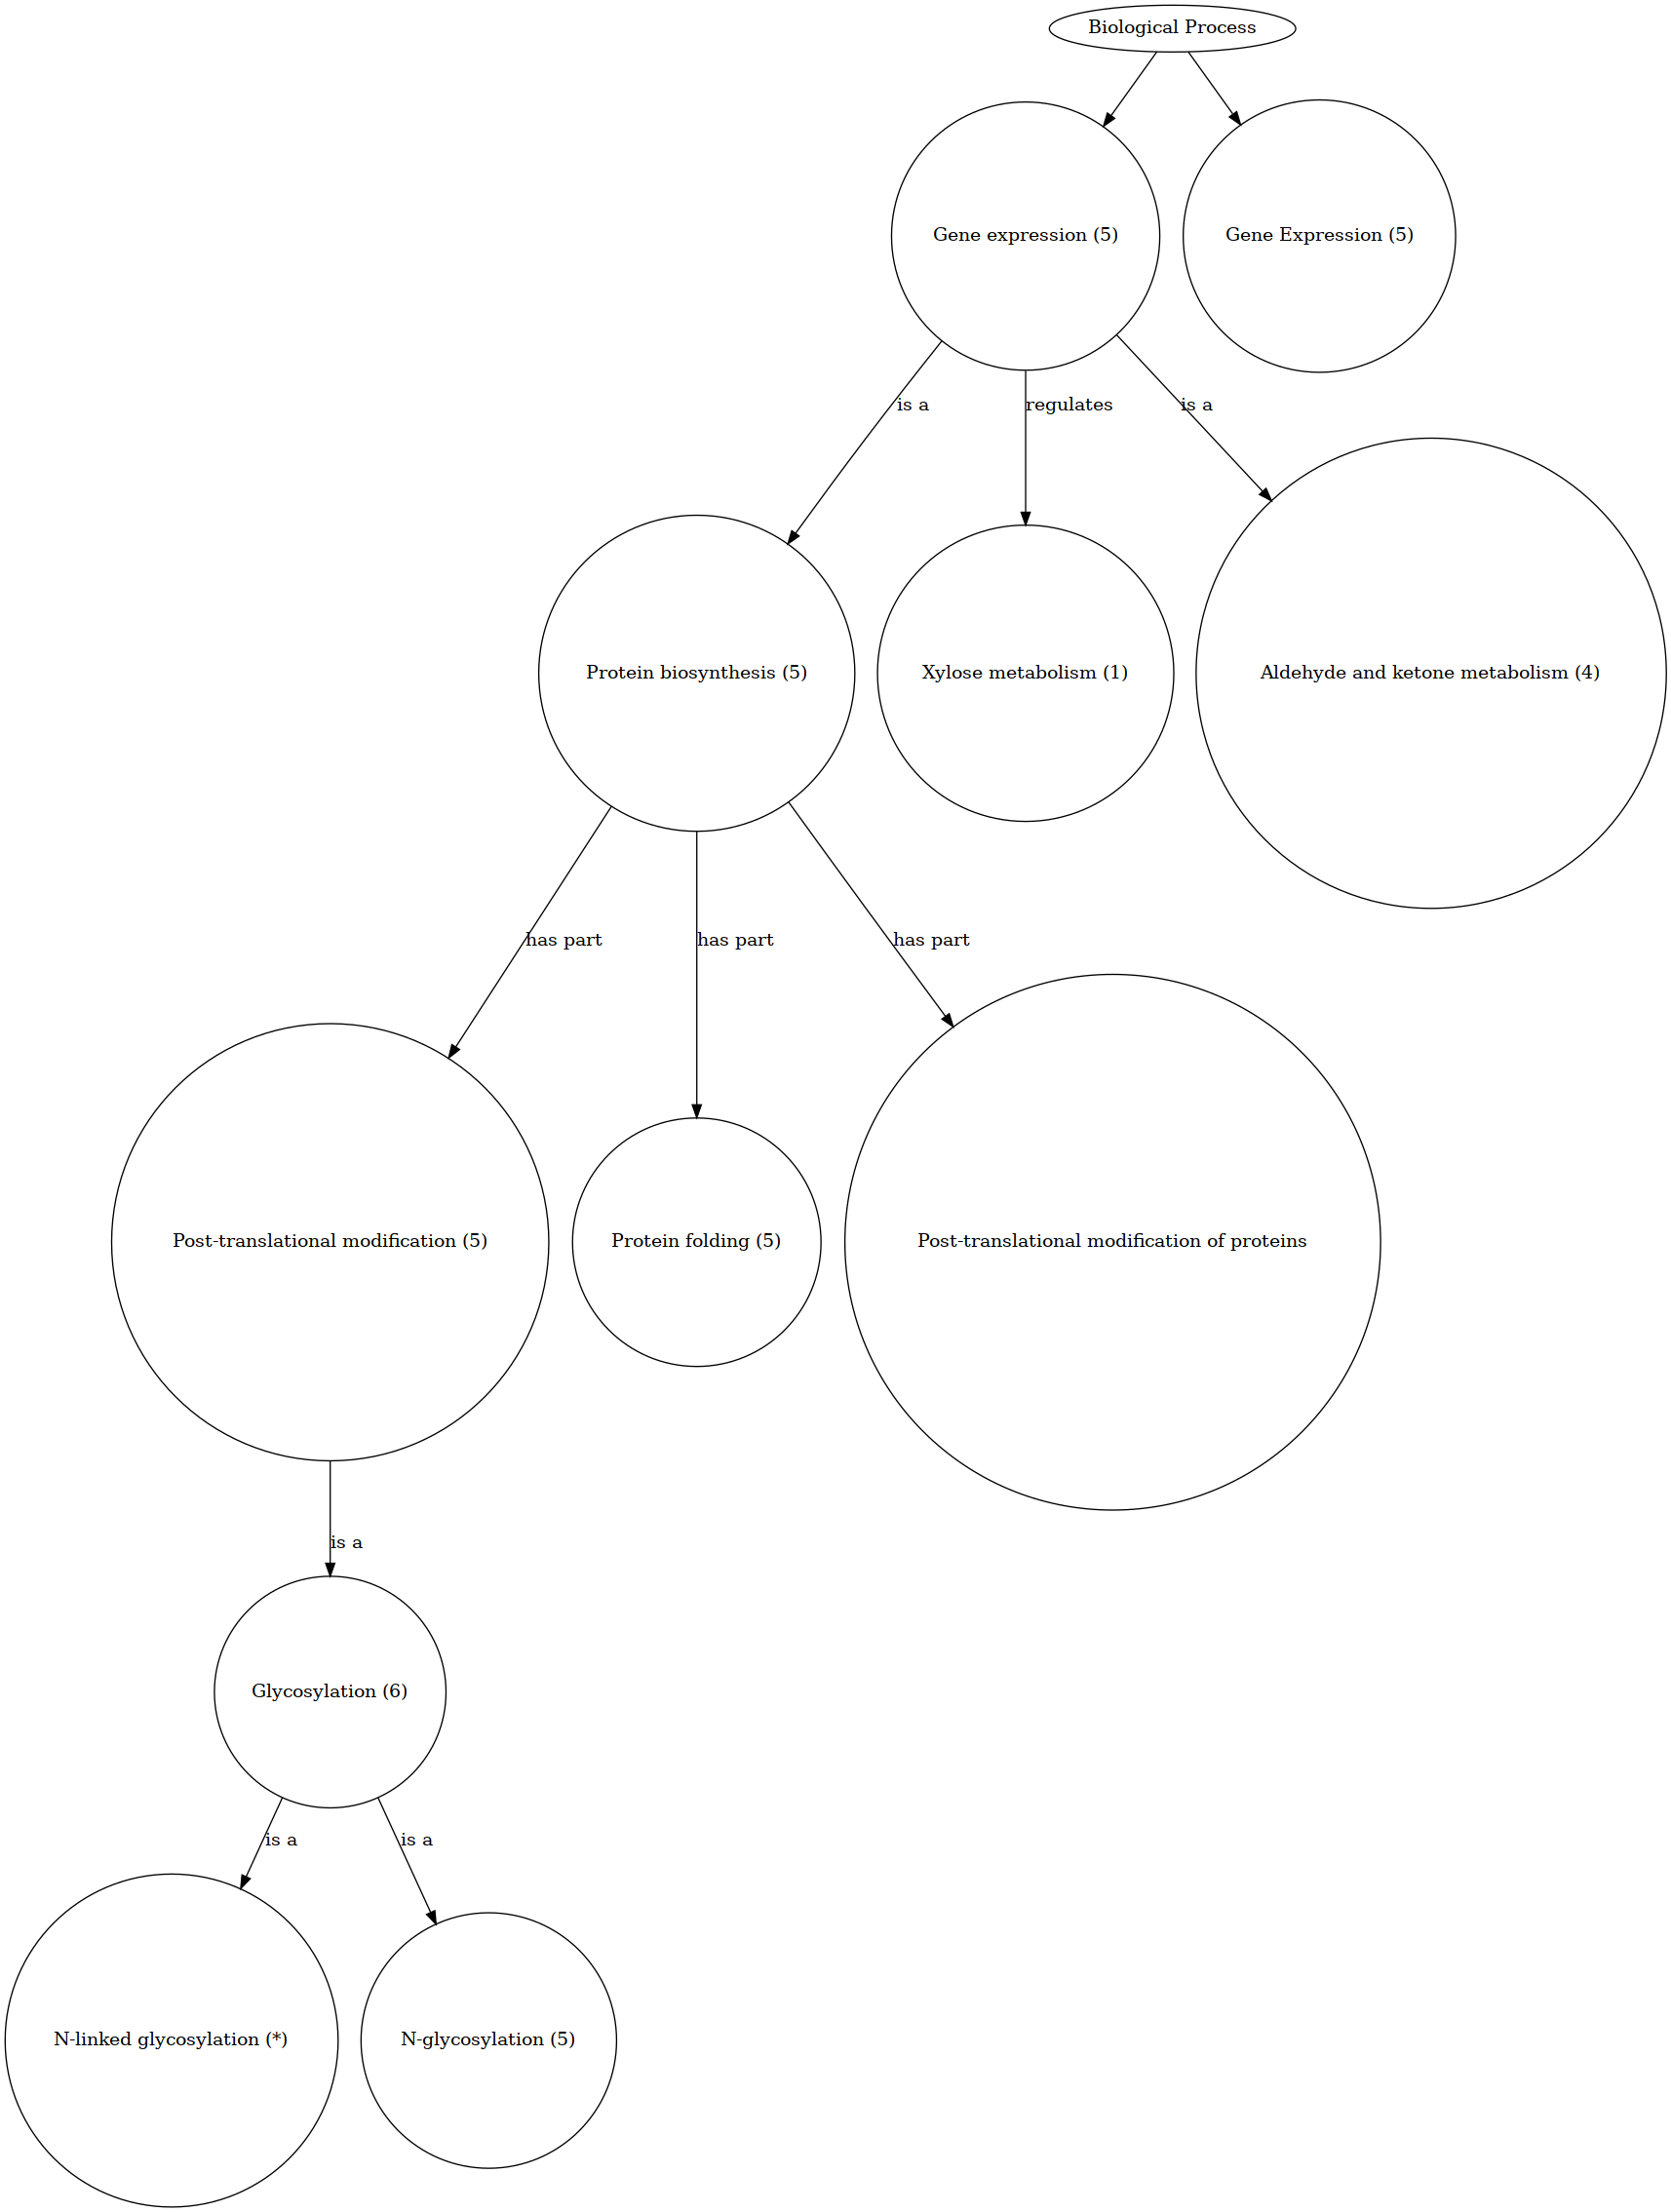 Biological Process
Gene expression (5)
Gene Expression (5)
is a
regulates
is a
Protein biosynthesis (5)
Xylose metabolism (1)
Aldehyde and ketone metabolism (4)
has part
has part
has part
Post-translational modification (5)
Protein folding (5)
Post-translational modification of proteins
is a
Glycosylation (6)
is a
is a
N-linked glycosylation (*)
N-glycosylation (5)